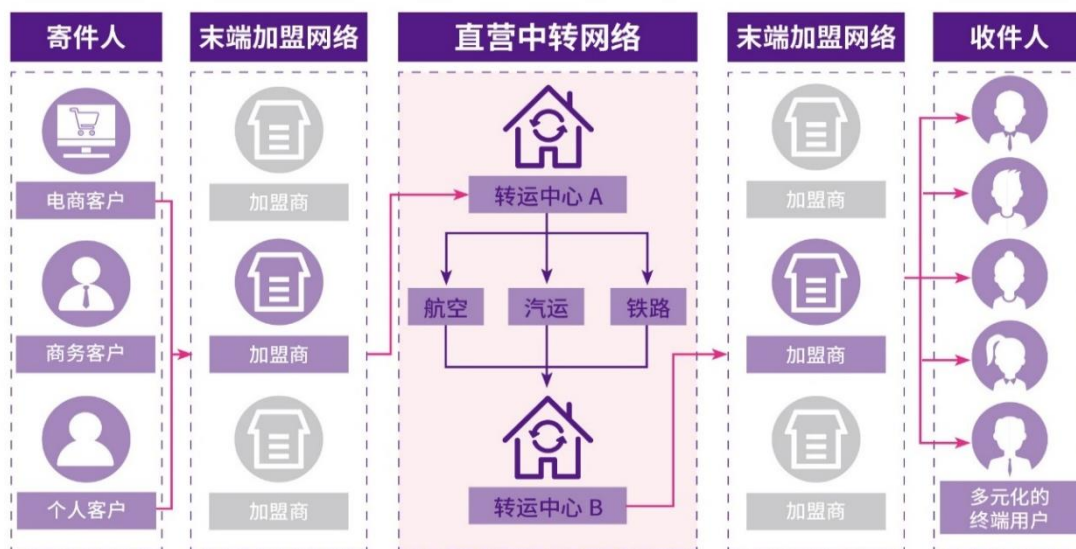 寄件人
末端加盟网络
直营中转网络
末端加盟网络
收件人
电商客户
商务客户
个人客户
加盟商
加盟商
加盟商
转运中心 A
航空
汽运
铁路
转运中心 B
加盟商
加盟商
加盟商
多元化的
终端用户